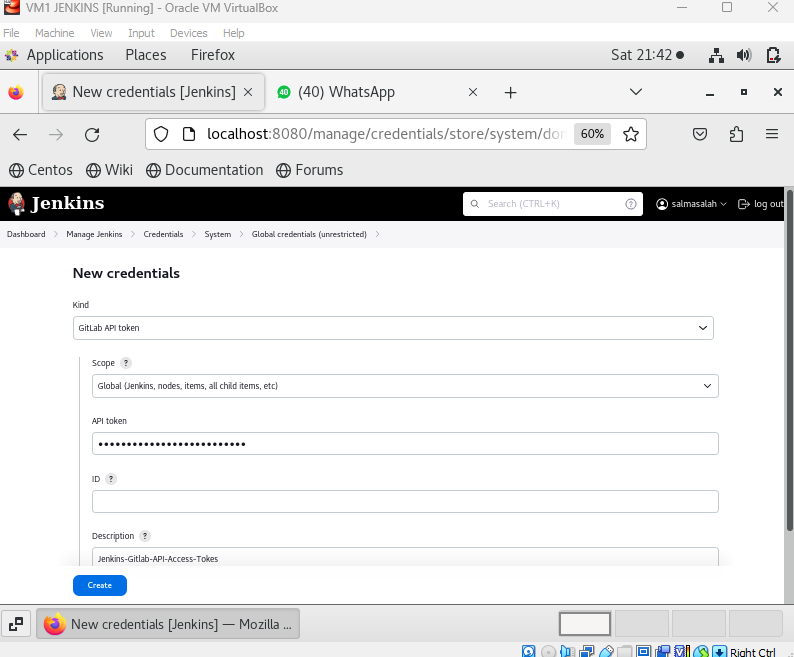 VM1 JENKINS [Running] - Oracle VM VirtualBox
File Machine View Input Devices Help
Applications Places Firefox Sat 21:42
New credentials [Jenkins] 40 (40) WhatsApp
localhost:8080/manage/credentials/store/system/dor 60%
Centos Wiki Documentation Forums
Jenkins Search (CTRL+K) ? salmasalah log out
Dashboard Manage Jenkins Credentials System Global credentials (unrestricted)
New credentials
Kind
GitLab API token
Scope ?
Global (Jenkins, nodes, items, all child items, etc)
API token
••••••••••••••••••••••••••
ID ?
Description ?
Jenkins-Gitlab-API-Access-Tokes
Create
New credentials [Jenkins] — Mozilla ...
Right Ctrl